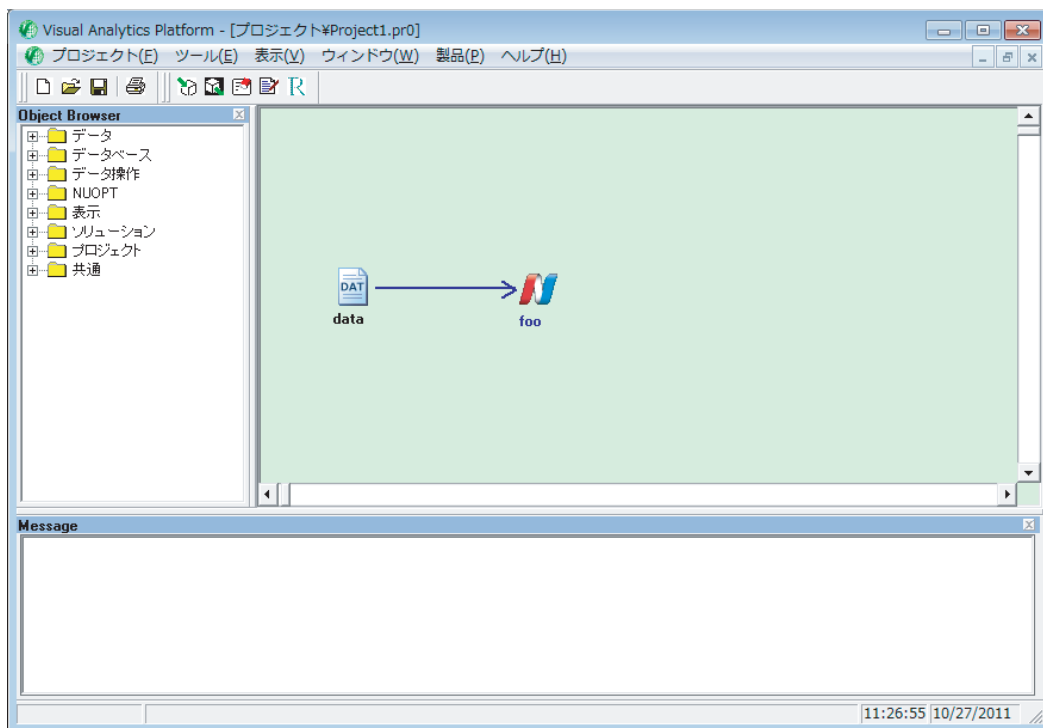 Visual Analytics Platform - [プロジェクト¥Project1.pr0]
プロジェクト(F) ツール(E) 表示(V) ウィンドウ(W) 製品(P) ヘルプ(H)
R
Object Browser
データ
データベース
データ操作
NUOPT
表示
ソリューション
プロジェクト
共通
DAT
data
foo
Message
11:26:55 10/27/2011